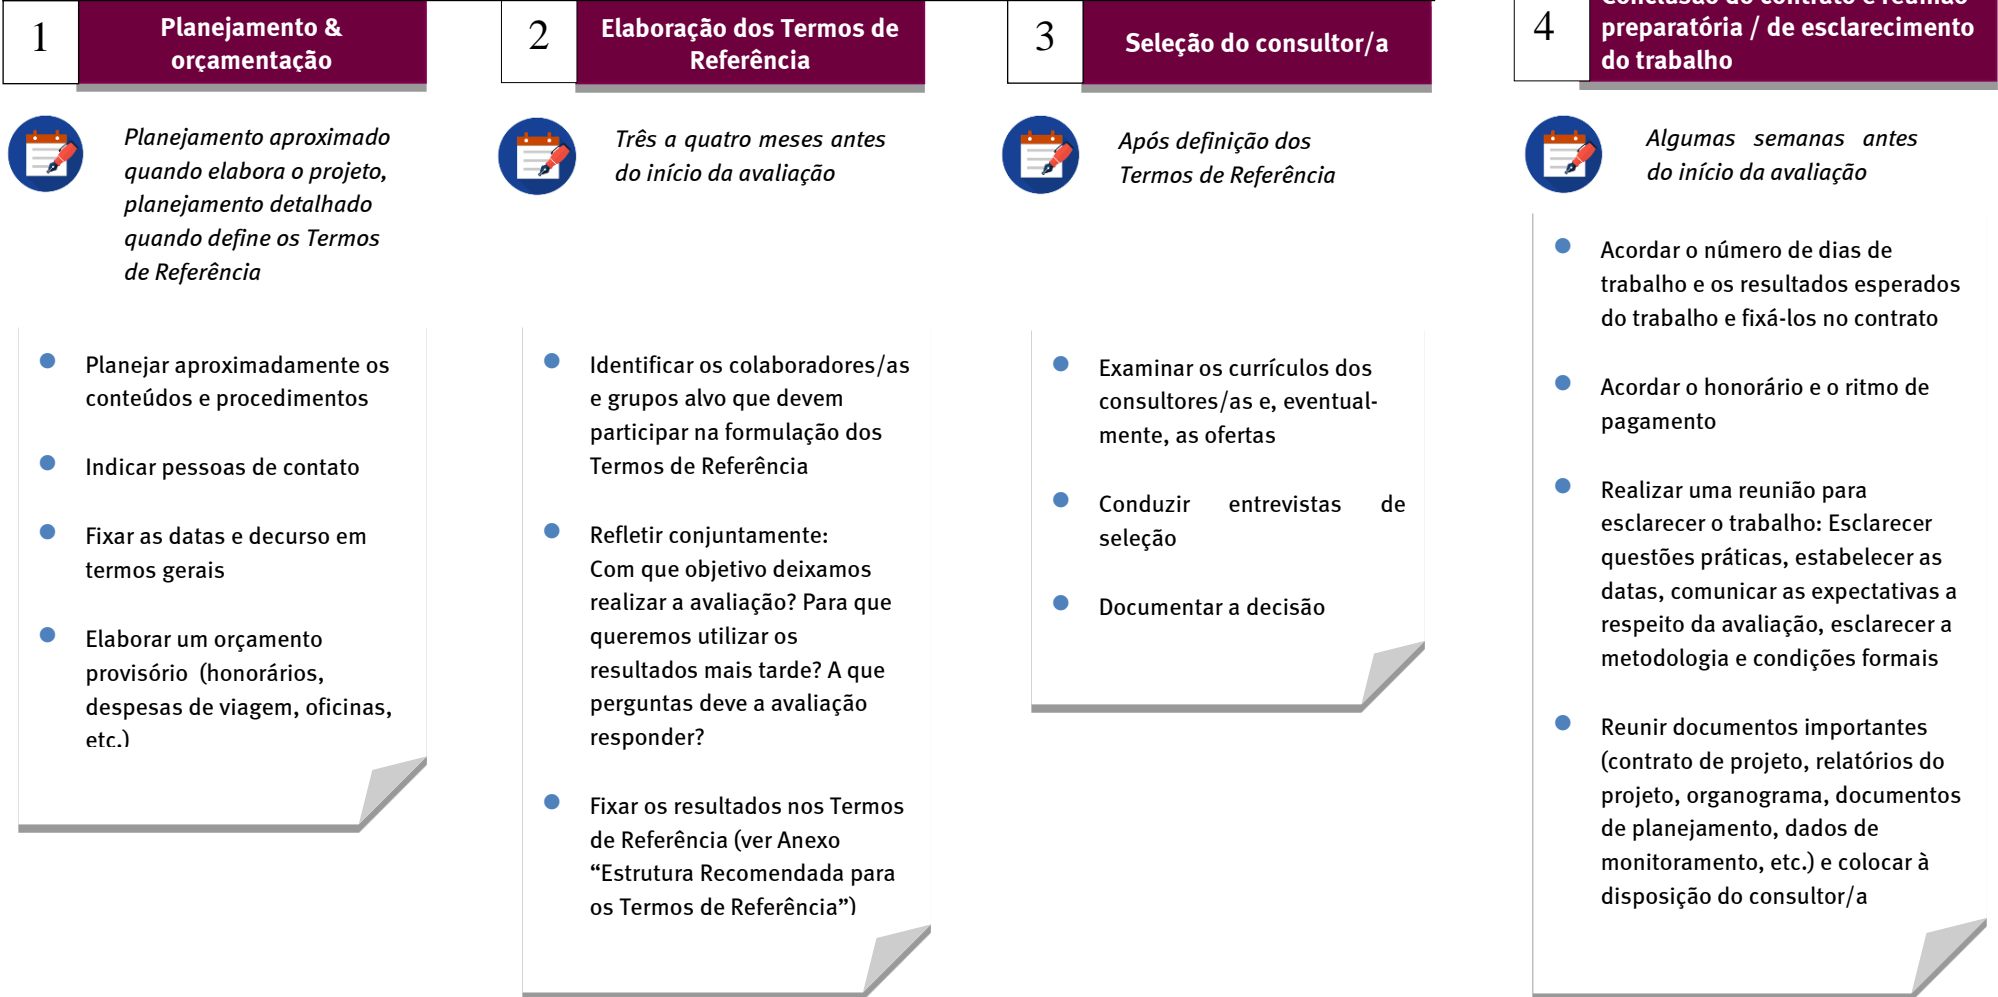 1
Planejamento &
orçamentação
Planejamento aproximado
quando elabora o projeto,
planejamento detalhado
quando define os Termos
de Referência
Planejar aproximadamente os
conteúdos e procedimentos
Indicar pessoas de contato
Fixar as datas e decurso em
termos gerais
Elaborar um orçamento
provisório (honorários,
despesas de viagem, oficinas,
etc.)
2
Elaboração dos Termos de
Referência
Três a quatro meses antes
do início da avaliação
Identificar os colaboradores/as
e grupos alvo que devem
participar na formulação dos
Termos de Referência
Refletir conjuntamente:
Com que objetivo deixamos
realizar a avaliação? Para que
queremos utilizar os
resultados mais tarde? A que
perguntas deve a avaliação
responder?
Fixar os resultados nos Termos
de Referência (ver Anexo
“Estrutura Recomendada para
os Termos de Referência”)
3
Seleção do consultor/a
Após definição dos
Termos de Referência
Examinar os currículos dos
consultores/as e, eventual-
mente, as ofertas
Conduzir entrevistas de
seleção
Documentar a decisão
4
Conclusão do contrato e reunião
preparatória / de esclarecimento
do trabalho
Algumas semanas antes
do início da avaliação
Acordar o número de dias de
trabalho e os resultados esperados
do trabalho e fixá-los no contrato
Acordar o honorário e o ritmo de
pagamento
Realizar uma reunião para
esclarecer o trabalho: Esclarecer
questões práticas, estabelecer as
datas, comunicar as expectativas a
respeito da avaliação, esclarecer a
metodologia e condições formais
Reunir documentos importantes
(contrato de projeto, relatórios do
projeto, organograma, documentos
de planejamento, dados de
monitoramento, etc.) e colocar à
disposição do consultor/a